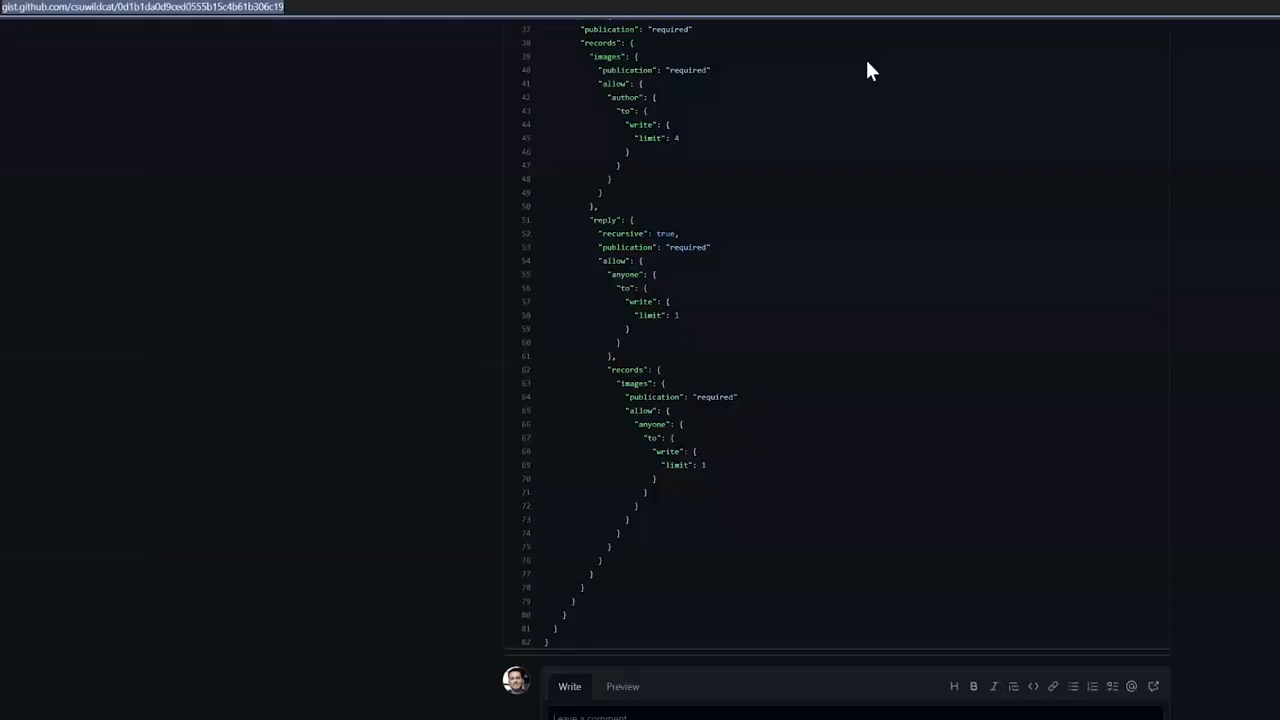 gist.github.com/csuwildcat/0d1b1da0d9ced0555b15c4b61b306c19
37 "publication": "required"
38 "records": {
39 "images": {
40 "publication": "required"
41 "allow": {
42 "author": {
43 "to": {
44 "write": {
45 "limit": 4
46 }
47 }
48 }
49 }
50 },
51 "reply": {
52 "recursive": true,
53 "publication": "required"
54 "allow": {
55 "anyone": {
56 "to": {
57 "write": {
58 "limit": 1
59 }
60 }
61 },
62 "records": {
63 "images": {
64 "publication": "required"
65 "allow": {
66 "anyone": {
67 "to": {
68 "write": {
69 "limit": 1
70 }
71 }
72 }
73 }
74 }
75 }
76 }
77 }
78 }
79 }
80 }
81 }
82 }
Write Preview
Leave a comment